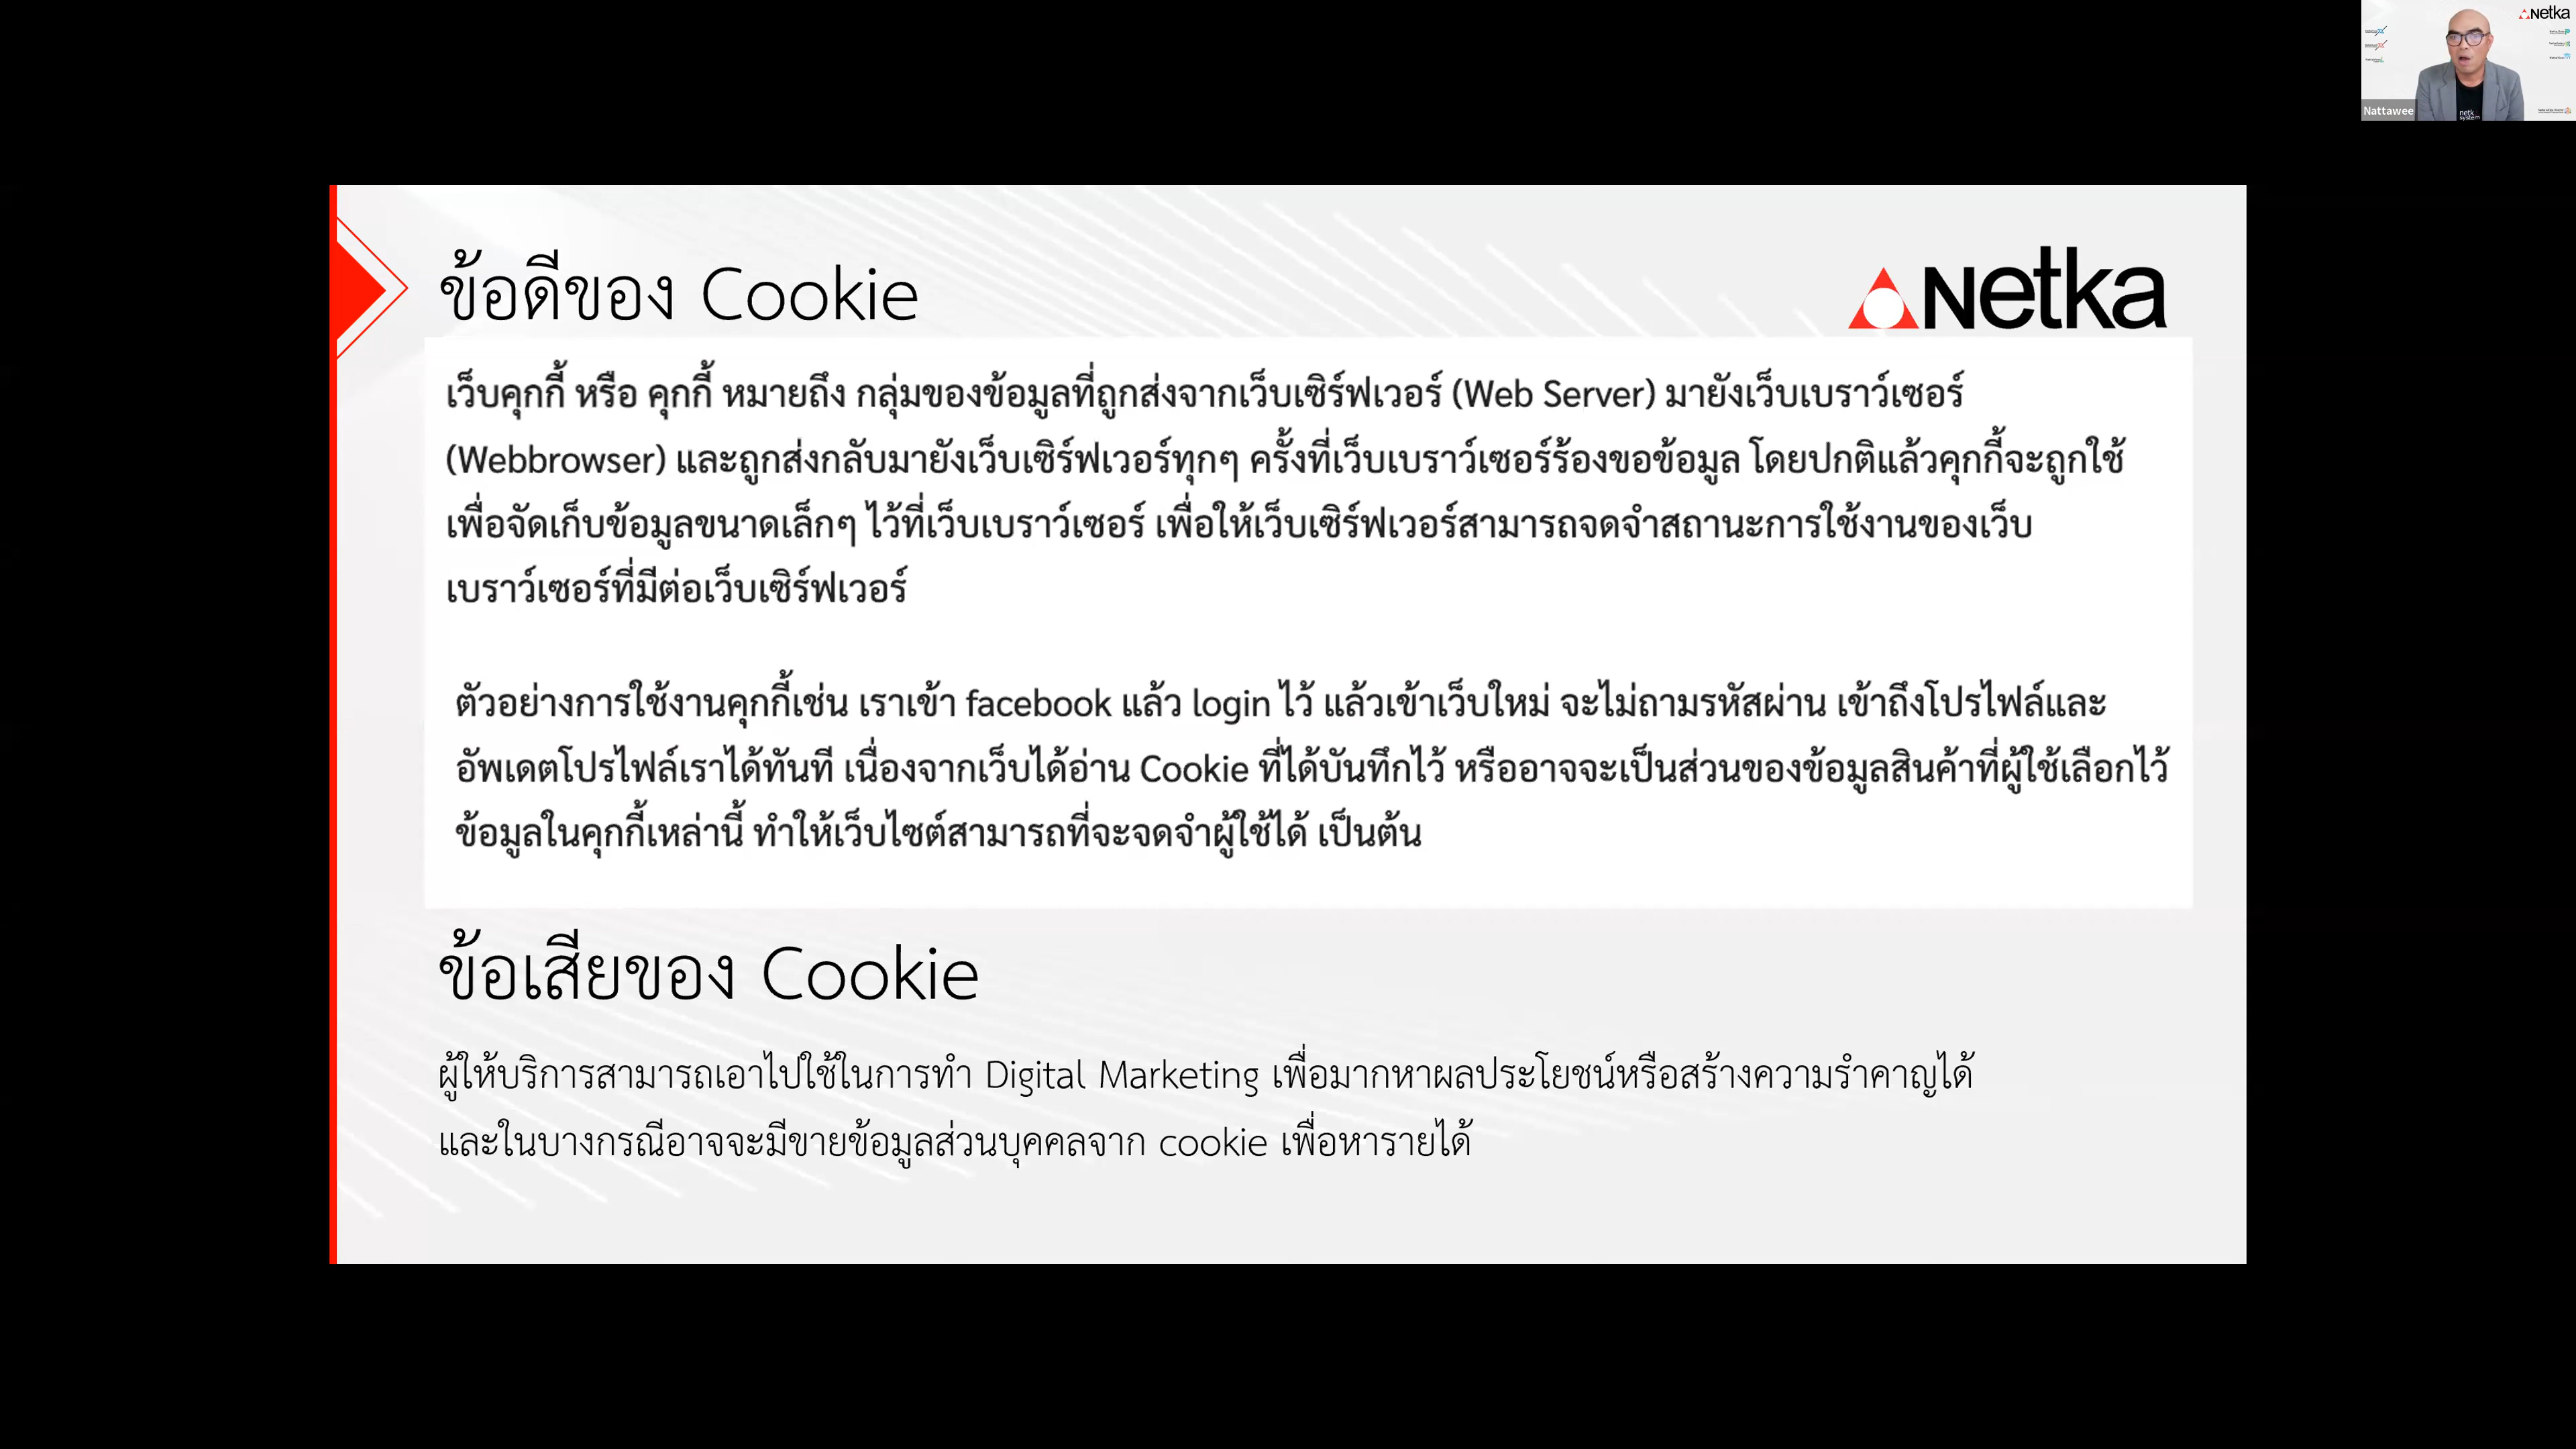 Netka
Nattawee
netk
system
ข้อดีของ Cookie
Netka
เว็บคุกกี้ หรือ คุกกี้ หมายถึง กลุ่มของข้อมูลที่ถูกส่งจากเว็บเซิร์ฟเวอร์ (Web Server) มายังเว็บเบราว์เซอร์
(Webbrowser) และถูกส่งกลับมายังเว็บเซิร์ฟเวอร์ทุกๆ ครั้งที่เว็บเบราว์เซอร์ร้องขอข้อมูล โดยปกติแล้วคุกกี้จะถูกใช้
เพื่อจัดเก็บข้อมูลขนาดเล็กๆ ไว้ที่เว็บเบราว์เซอร์ เพื่อให้เว็บเซิร์ฟเวอร์สามารถจดจำสถานะการใช้งานของเว็บ
เบราว์เซอร์ที่มีต่อเว็บเซิร์ฟเวอร์
ตัวอย่างการใช้งานคุกกี้เช่น เราเข้า facebook แล้ว login ไว้ แล้วเข้าเว็บใหม่ จะไม่ถามรหัสผ่าน เข้าถึงโปรไฟล์และ
อัพเดตโปรไฟล์เราได้ทันที เนื่องจากเว็บได้อ่าน Cookie ที่ได้บันทึกไว้ หรืออาจจะเป็นส่วนของข้อมูลสินค้าที่ผู้ใช้เลือกไว้
ข้อมูลในคุกกี้เหล่านี้ ทำให้เว็บไซต์สามารถที่จะจดจำผู้ใช้ได้ เป็นต้น
ข้อเสียของ Cookie
ผู้ให้บริการสามารถเอาไปใช้ในการทำ Digital Marketing เพื่อมากหาผลประโยชน์หรือสร้างความรำคาญได้
และในบางกรณีอาจจะมีขายข้อมูลส่วนบุคคลจาก cookie เพื่อหารายได้